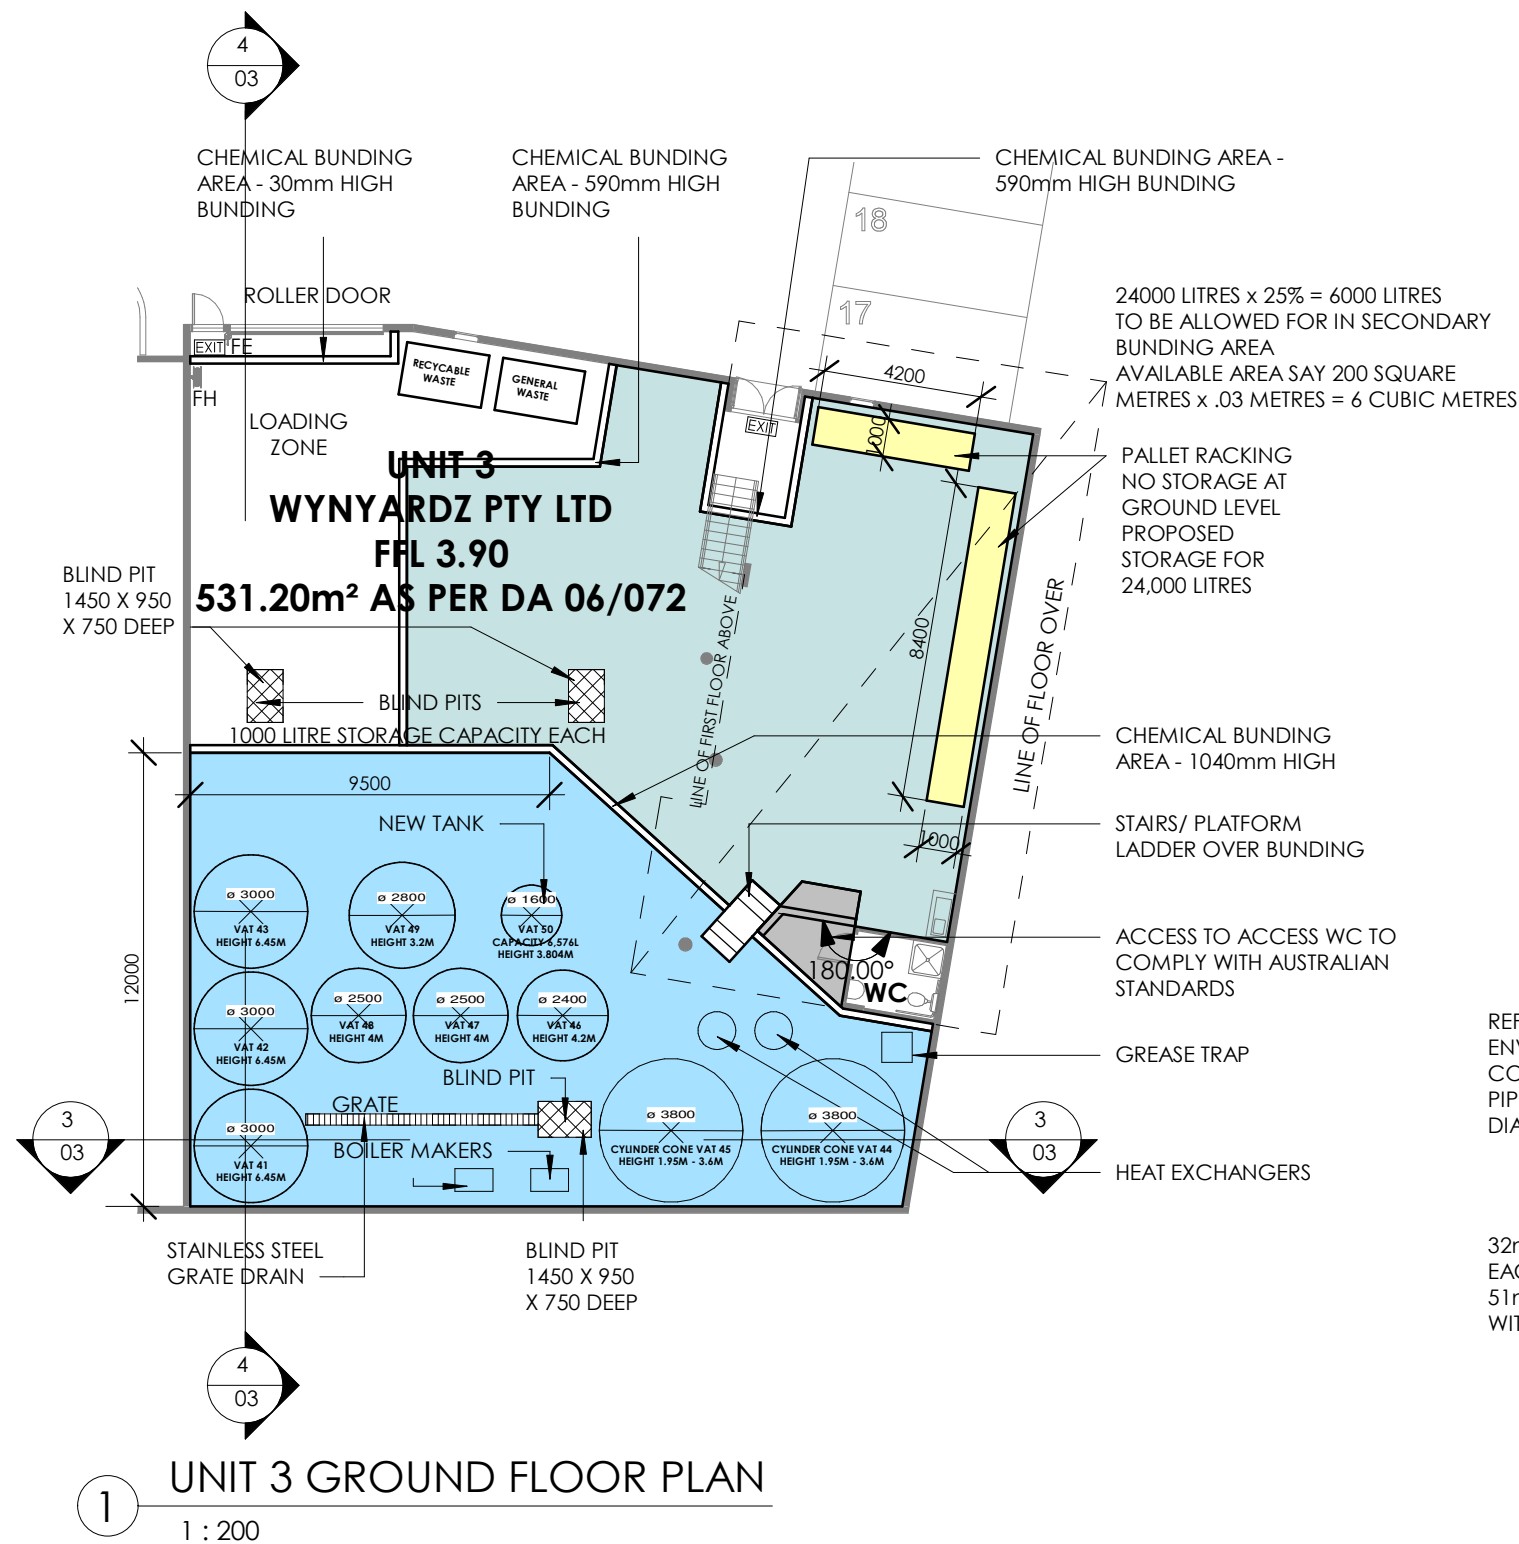 4
03
CHEMICAL BUNDING
AREA - 30mm HIGH
BUNDING
CHEMICAL BUNDING
AREA - 590mm HIGH
BUNDING
CHEMICAL BUNDING AREA -
590mm HIGH BUNDING
18
17
ROLLER DOOR
EXIT
FE
FH
RECYCABLE
WASTE
GENERAL
WASTE
LOADING
ZONE
EXIT
4200
1000
24000 LITRES x 25% = 6000 LITRES
TO BE ALLOWED FOR IN SECONDARY
BUNDING AREA
AVAILABLE AREA SAY 200 SQUARE
METRES x .03 METRES = 6 CUBIC METRES
UNIT 3
WYNYARDZ PTY LTD
FFL 3.90
531.20m² AS PER DA 06/072
PALLET RACKING
NO STORAGE AT
GROUND LEVEL
PROPOSED
STORAGE FOR
24,000 LITRES
BLIND PIT
1450 X 950
X 750 DEEP
BLIND PITS
1000 LITRE STORAGE CAPACITY EACH
LINE OF FIRST FLOOR ABOVE
8400
LINE OF FLOOR OVER
1000
CHEMICAL BUNDING
AREA - 1040mm HIGH
STAIRS/ PLATFORM
LADDER OVER BUNDING
ACCESS TO ACCESS WC TO
COMPLY WITH AUSTRALIAN
STANDARDS
180.00°
WC
GREASE TRAP
HEAT EXCHANGERS
9500
12000
NEW TANK
ø 3000
VAT 43
HEIGHT 6.45M
ø 2800
VAT 49
HEIGHT 3.2M
ø 1600
VAT 50
CAPACITY 6,576L
HEIGHT 3.804M
ø 3000
VAT 42
HEIGHT 6.45M
ø 2500
VAT 48
HEIGHT 4M
ø 2500
VAT 47
HEIGHT 4M
ø 2400
VAT 46
HEIGHT 4.2M
BLIND PIT
GRATE
BOILER MAKERS
ø 3000
VAT 41
HEIGHT 6.45M
ø 3800
CYLINDER CONE VAT 45
HEIGHT 1.95M - 3.6M
ø 3800
CYLINDER CONE VAT 44
HEIGHT 1.95M - 3.6M
3
03
3
03
STAINLESS STEEL
GRATE DRAIN
BLIND PIT
1450 X 950
X 750 DEEP
REF
ENV
CO
PIP
DIA
EAC
WIT
4
03
1
UNIT 3 GROUND FLOOR PLAN
1 : 200